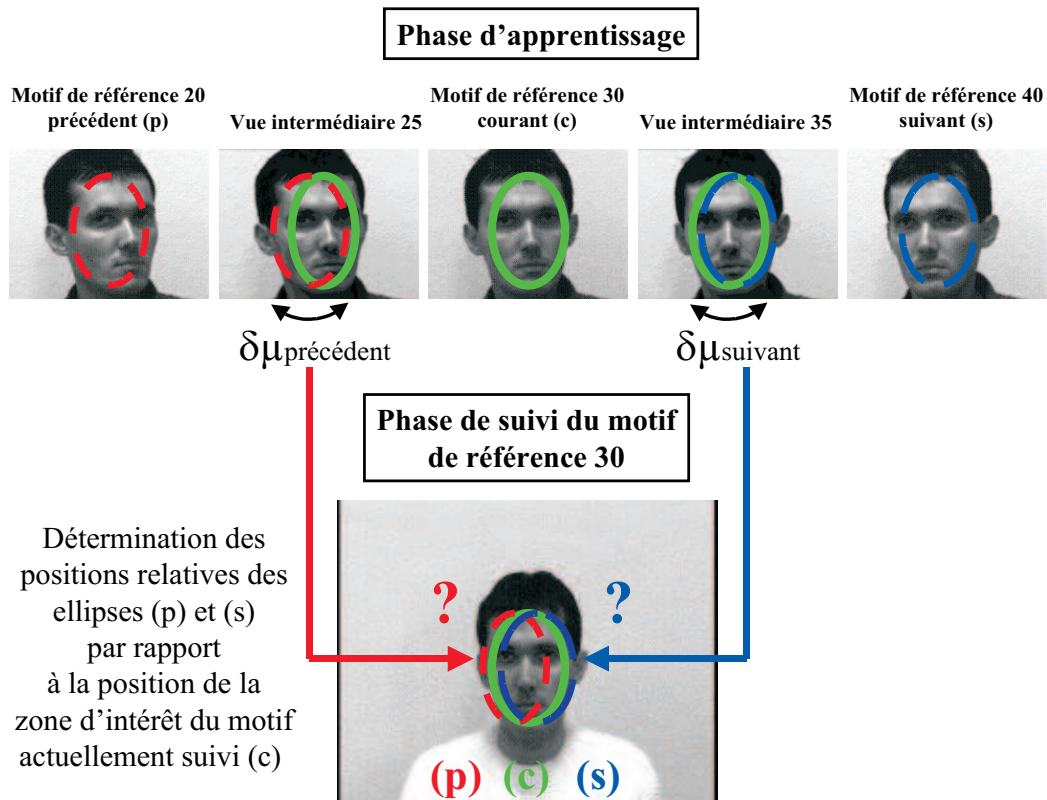 Phase d'apprentissage
Motif de référence 20
précédent (p)
Vue intermédiaire 25
Motif de référence 30
courant (c)
Vue intermédiaire 35
Motif de référence 40
suivant (s)
δμprécédent
δμsuivant
Phase de suivi du motif
de référence 30
Détermination des
positions relatives des
ellipses (p) et (s)
par rapport
à la position de la
zone d'intérêt du motif
actuellement suivi (c)
? ?
(p) (c) (s)